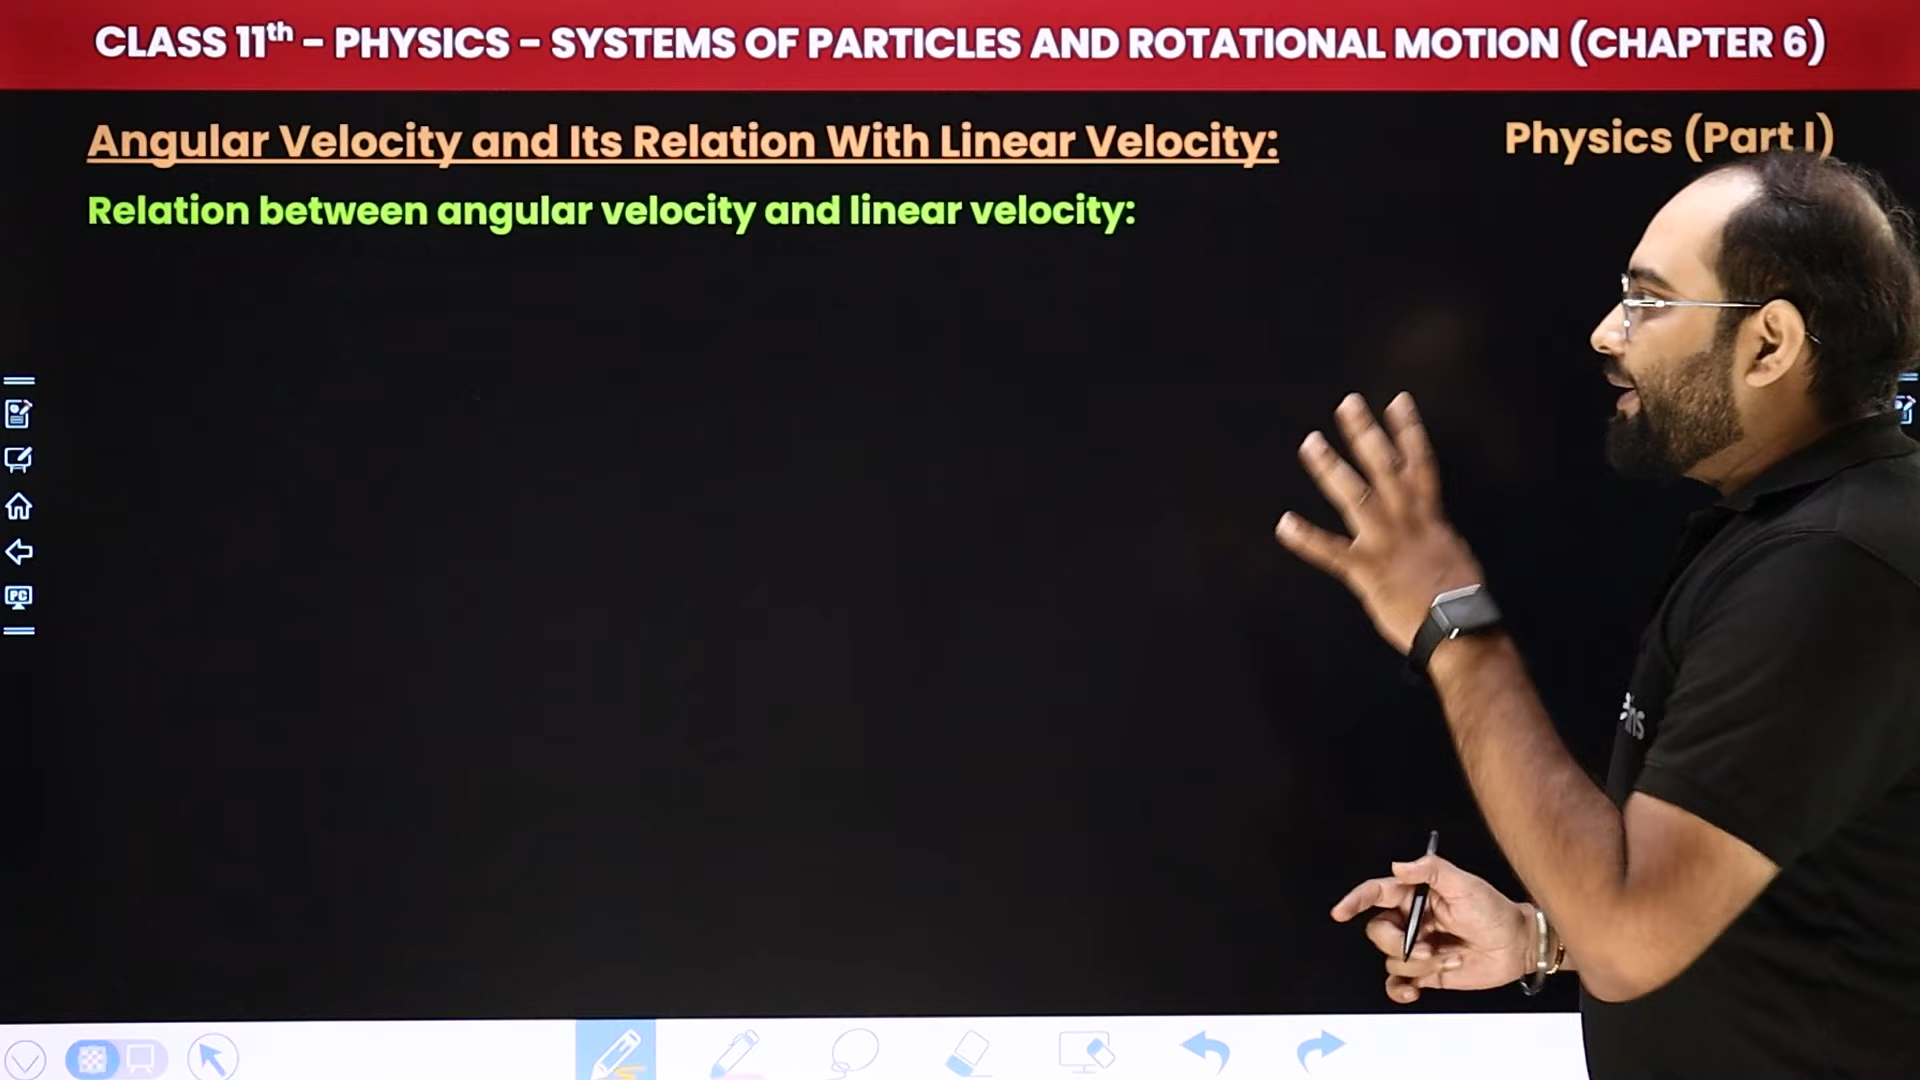 CLASS 11th - PHYSICS - SYSTEMS OF PARTICLES AND ROTATIONAL MOTION (CHAPTER 6)
Angular Velocity and Its Relation With Linear Velocity:
Physics (Part I)
Relation between angular velocity and linear velocity:
PC